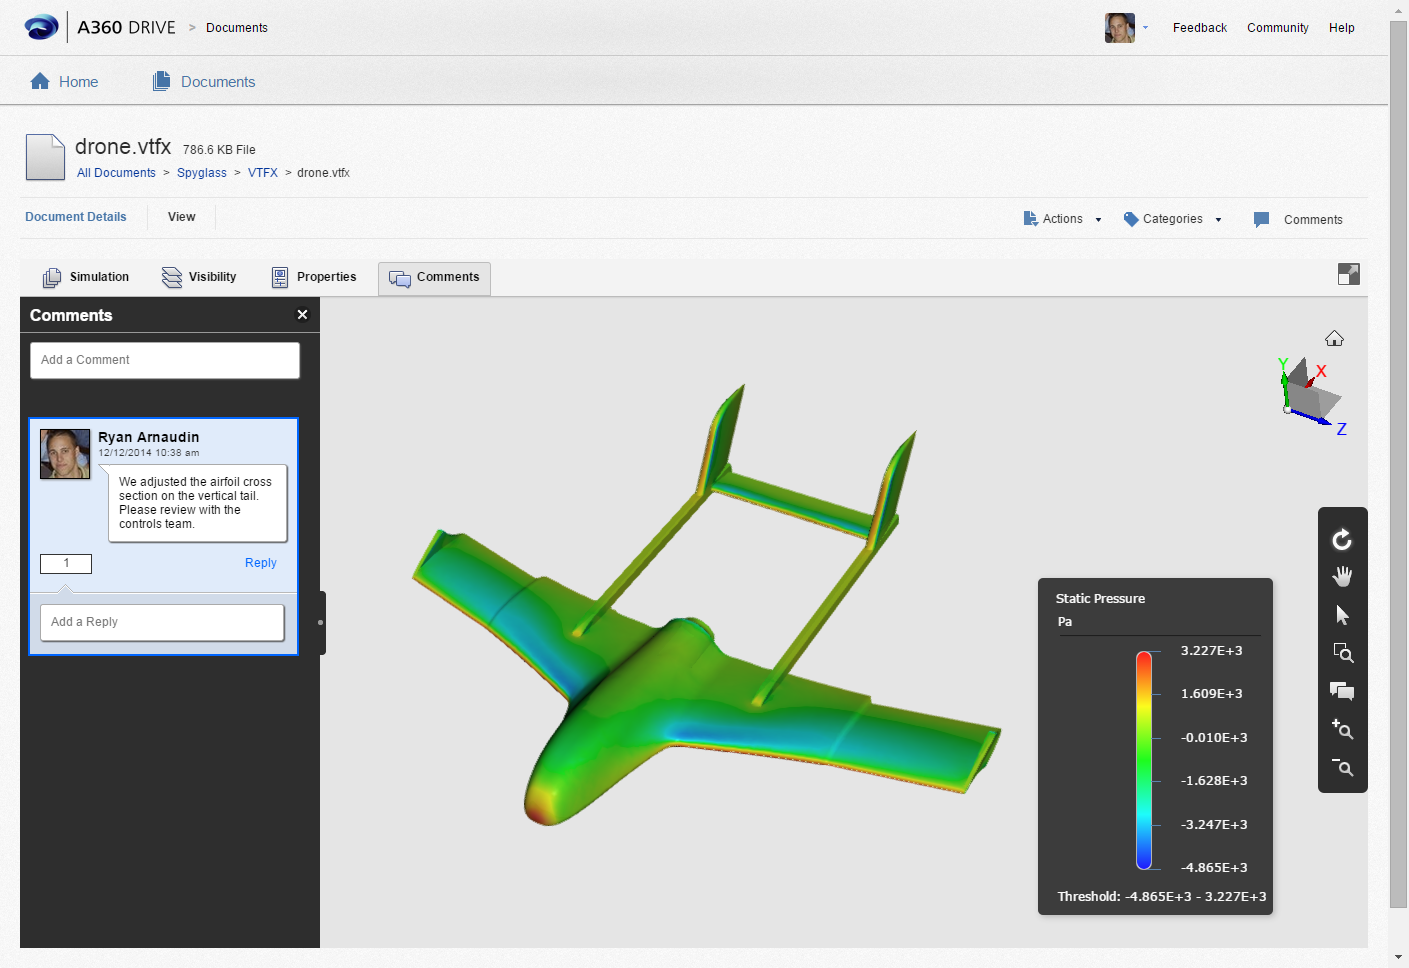 A360 DRIVE > Documents
Feedback Community Help
Home Documents
drone.vtfx 786.6 KB File
All Documents > Spyglass > VTFX > drone.vtfx
Document Details View
Actions Categories Comments
Simulation Visibility Properties Comments
Comments
Add a Comment
Ryan Arnaudin
12/12/2014 10:38 am
We adjusted the airfoil cross
section on the vertical tail.
Please review with the
controls team.
1 Reply
Add a Reply
Y
X
Z
Static Pressure
Pa
3.227E+3
1.609E+3
-0.010E+3
-1.628E+3
-3.247E+3
-4.865E+3
Threshold: -4.865E+3 - 3.227E+3